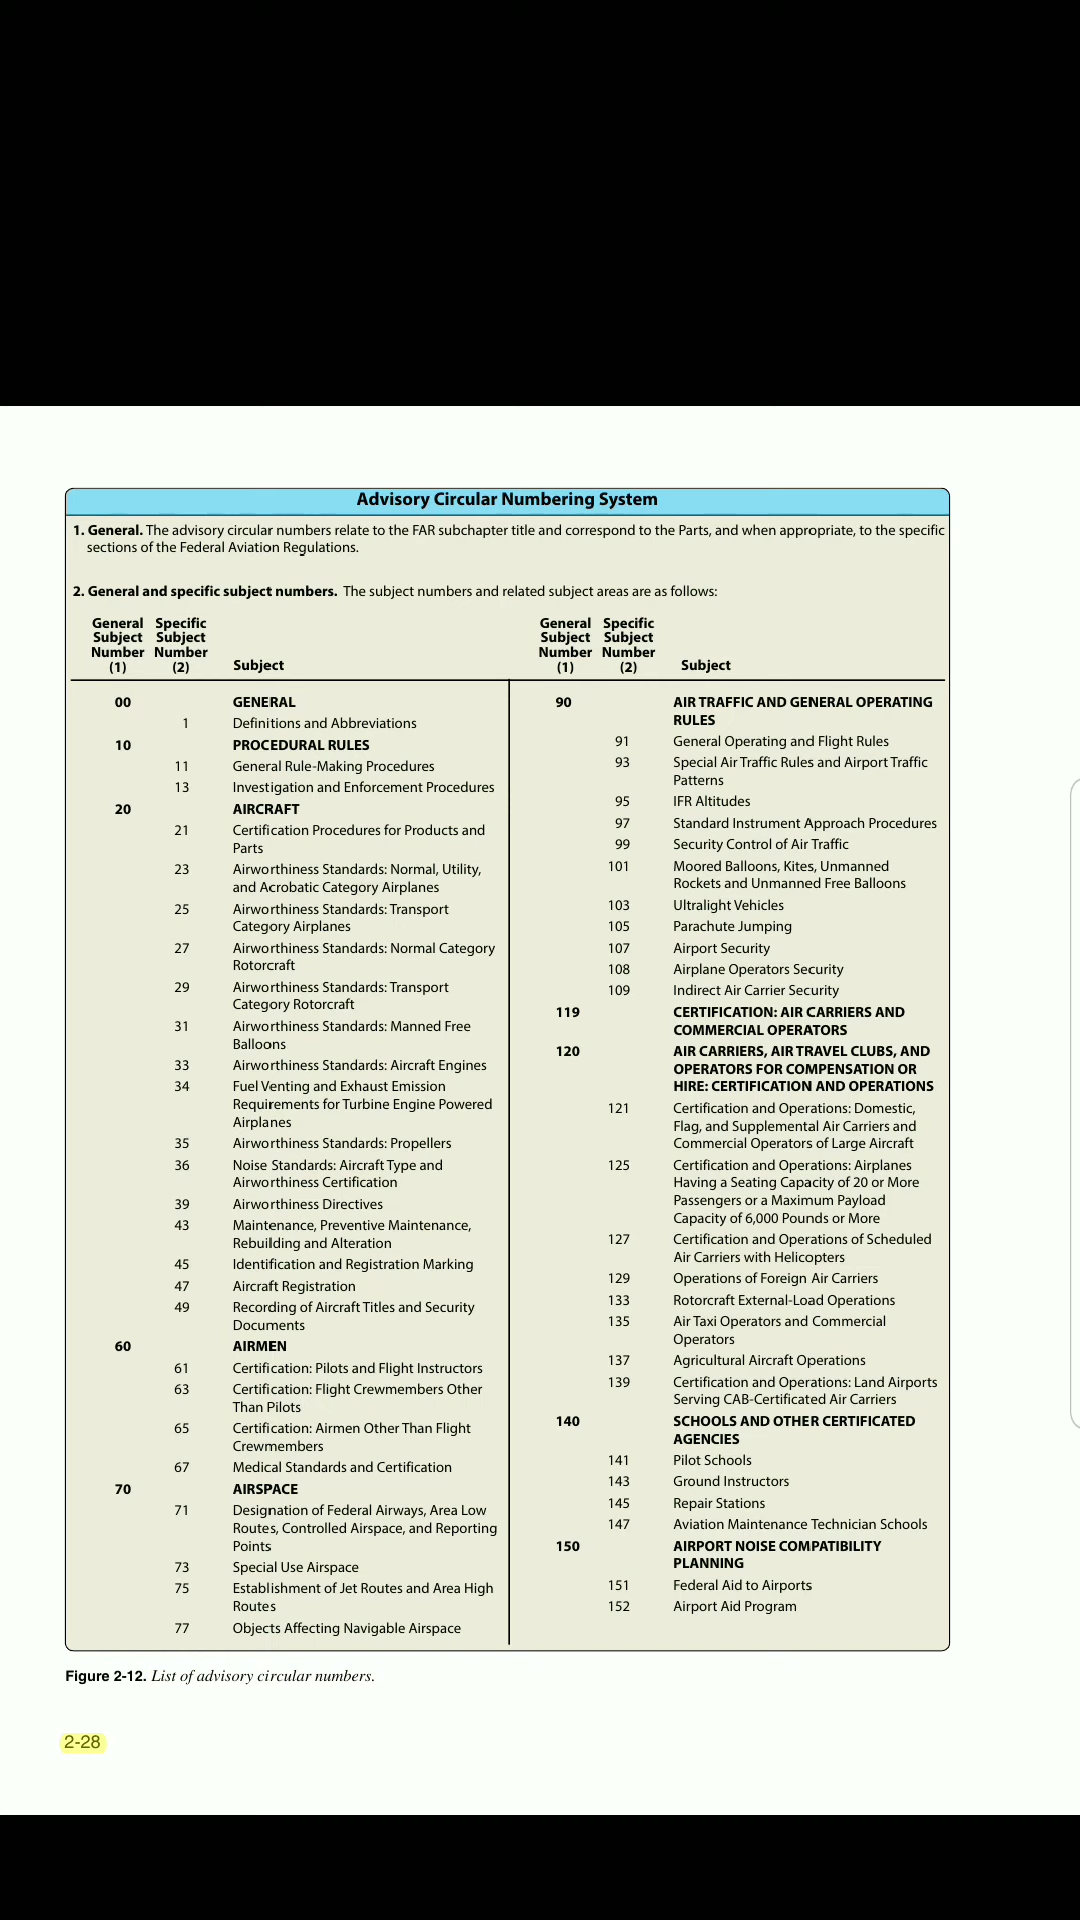 Advisory Circular Numbering System
1. General. The advisory circular numbers relate to the FAR subchapter title and correspond to the Parts, and when appropriate, to the specific
sections of the Federal Aviation Regulations.
2. General and specific subject numbers. The subject numbers and related subject areas are as follows:
General Specific
Subject Subject
Number Number
(1) (2) Subject
00 GENERAL
1 Definitions and Abbreviations
10 PROCEDURAL RULES
11 General Rule-Making Procedures
13 Investigation and Enforcement Procedures
20 AIRCRAFT
21 Certification Procedures for Products and
Parts
23 Airworthiness Standards: Normal, Utility,
and Acrobatic Category Airplanes
25 Airworthiness Standards: Transport
Category Airplanes
27 Airworthiness Standards: Normal Category
Rotorcraft
29 Airworthiness Standards: Transport
Category Rotorcraft
31 Airworthiness Standards: Manned Free
Balloons
33 Airworthiness Standards: Aircraft Engines
34 Fuel Venting and Exhaust Emission
Requirements for Turbine Engine Powered
Airplanes
35 Airworthiness Standards: Propellers
36 Noise Standards: Aircraft Type and
Airworthiness Certification
39 Airworthiness Directives
43 Maintenance, Preventive Maintenance,
Rebuilding and Alteration
45 Identification and Registration Marking
47 Aircraft Registration
49 Recording of Aircraft Titles and Security
Documents
60 AIRMEN
61 Certification: Pilots and Flight Instructors
63 Certification: Flight Crewmembers Other
Than Pilots
65 Certification: Airmen Other Than Flight
Crewmembers
67 Medical Standards and Certification
70 AIRSPACE
71 Designation of Federal Airways, Area Low
Routes, Controlled Airspace, and Reporting
Points
73 Special Use Airspace
75 Establishment of Jet Routes and Area High
Routes
77 Objects Affecting Navigable Airspace
General Specific
Subject Subject
Number Number
(1) (2) Subject
90 AIR TRAFFIC AND GENERAL OPERATING
RULES
91 General Operating and Flight Rules
93 Special Air Traffic Rules and Airport Traffic
Patterns
95 IFR Altitudes
97 Standard Instrument Approach Procedures
99 Security Control of Air Traffic
101 Moored Balloons, Kites, Unmanned
Rockets and Unmanned Free Balloons
103 Ultralight Vehicles
105 Parachute Jumping
107 Airport Security
108 Airplane Operators Security
109 Indirect Air Carrier Security
119 CERTIFICATION: AIR CARRIERS AND
COMMERCIAL OPERATORS
120 AIR CARRIERS, AIR TRAVEL CLUBS, AND
OPERATORS FOR COMPENSATION OR
HIRE: CERTIFICATION AND OPERATIONS
121 Certification and Operations: Domestic,
Flag, and Supplemental Air Carriers and
Commercial Operators of Large Aircraft
125 Certification and Operations: Airplanes
Having a Seating Capacity of 20 or More
Passengers or a Maximum Payload
Capacity of 6,000 Pounds or More
127 Certification and Operations of Scheduled
Air Carriers with Helicopters
129 Operations of Foreign Air Carriers
133 Rotorcraft External-Load Operations
135 Air Taxi Operators and Commercial
Operators
137 Agricultural Aircraft Operations
139 Certification and Operations: Land Airports
Serving CAB-Certificated Air Carriers
140 SCHOOLS AND OTHER CERTIFICATED
AGENCIES
141 Pilot Schools
143 Ground Instructors
145 Repair Stations
147 Aviation Maintenance Technician Schools
150 AIRPORT NOISE COMPATIBILITY
PLANNING
151 Federal Aid to Airports
152 Airport Aid Program
Figure 2-12. List of advisory circular numbers.
2-28